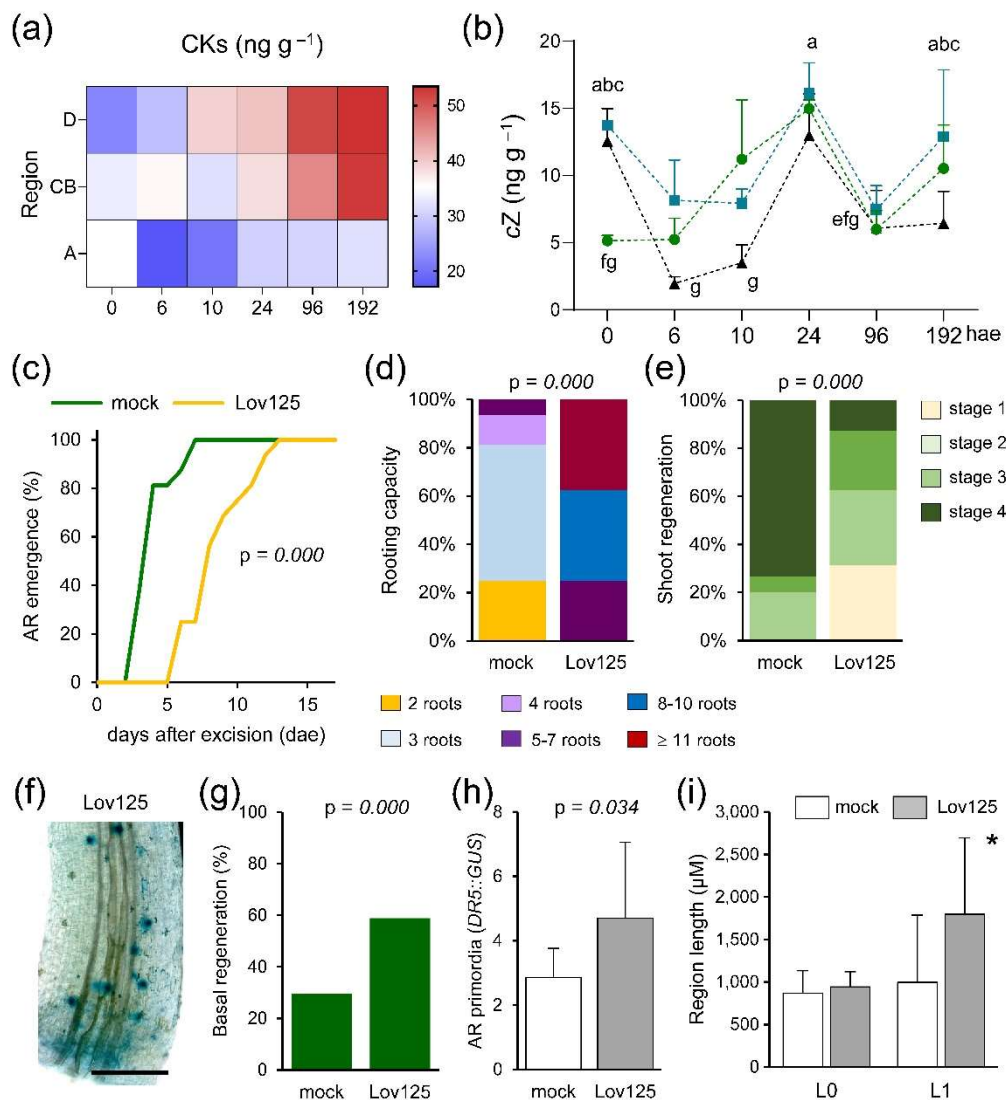 (a)
CKs (ng g⁻¹)
Region
D
CB
A
0 6 10 24 96 192
50
40
30
20
(b)
cZ (ng g⁻¹)
20
15
10
5
0
abc
a
abc
fg
g
g
efg
0 6 10 24 96 192 hae
(c)
mock Lov125
AR emergence (%)
100
80
60
40
20
0
p = 0.000
0 5 10 15
days after excision (dae)
(d)
p = 0.000
Rooting capacity
100%
80%
60%
40%
20%
0%
mock Lov125
2 roots 4 roots 8-10 roots
3 roots 5-7 roots ≥ 11 roots
(e)
p = 0.000
Shoot regeneration
100%
80%
60%
40%
20%
0%
mock Lov125
stage 1
stage 2
stage 3
stage 4
(f)
Lov125
(g)
p = 0.000
Basal regeneration (%)
100
80
60
40
20
0
mock Lov125
(h)
p = 0.034
AR primordia (DR5::GUS)
8
6
4
2
0
mock Lov125
(i)
mock Lov125
Region length (µM)
3,000
2,500
2,000
1,500
1,000
500
0
*
L0 L1